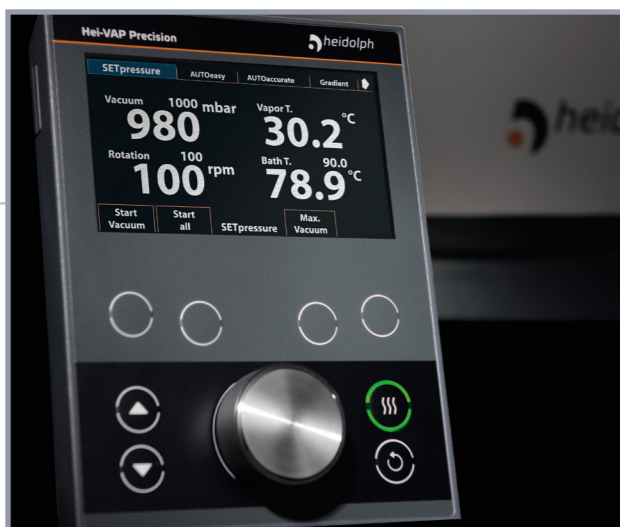 Hei-VAP Precision
heidolph
SETpressure AUTOeasy AUTOaccurate Gradient
Vacuum 1000 mbar
980
Vapor T. °C
30.2
Rotation 100 rpm
100
Bath T. 90.0 °C
78.9
Start Vacuum
Start all
SETpressure
Max. Vacuum
heid